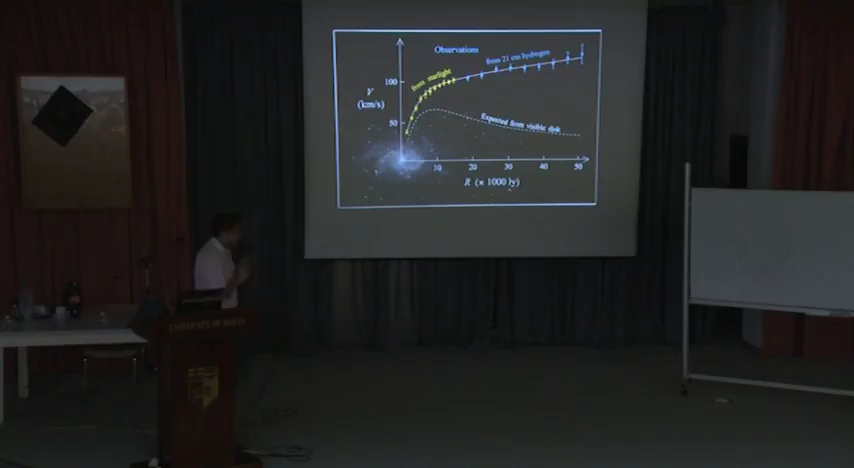 Observations
from 21 cm hydrogen
from starlight
100
V
(km/s)
50
Expected from visible disk
10
20
30
40
50
R (× 1000 ly)
UNIVERSITY OF MALTA